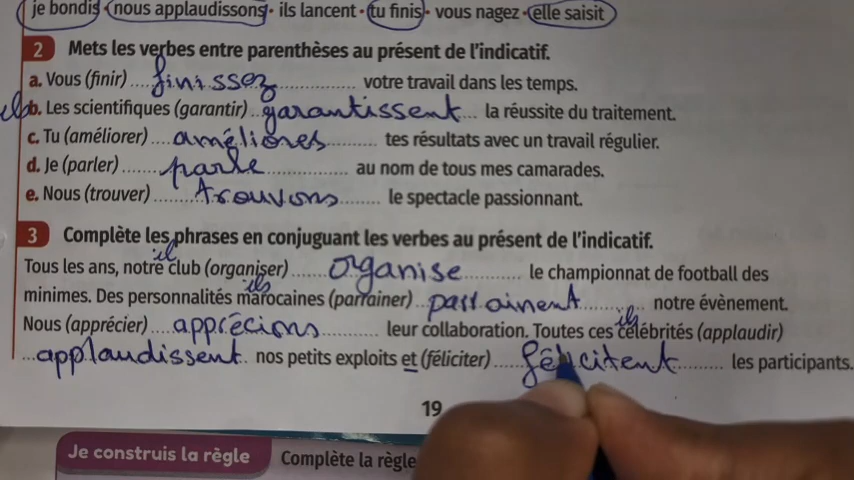 je bondis • nous applaudissons • ils lancent • tu finis • vous nagez • elle saisit
2 Mets les verbes entre parenthèses au présent de l'indicatif.
a. Vous (finir) .... finissez .............. votre travail dans les temps.
ils b. Les scientifiques (garantir) .. garantissent ... la réussite du traitement.
c. Tu (améliorer) .... améliores .......... tes résultats avec un travail régulier.
d. Je (parler) ....... parle ............... au nom de tous mes camarades.
e. Nous (trouver) ........ trouvons ........ le spectacle passionnant.
3 Complète les phrases en conjuguant les verbes au présent de l'indicatif.
il
Tous les ans, notre club (organiser) ....... organise .......... le championnat de football des
ils
minimes. Des personnalités marocaines (parrainer) .. parrainent ........ notre évènement.
ils
Nous (apprécier) .... apprécions ........... leur collaboration. Toutes ces célébrités (applaudir)
... applaudissent .. nos petits exploits et (féliciter) ...... félicitent ......... les participants.
19
Je construis la règle Complète la règle